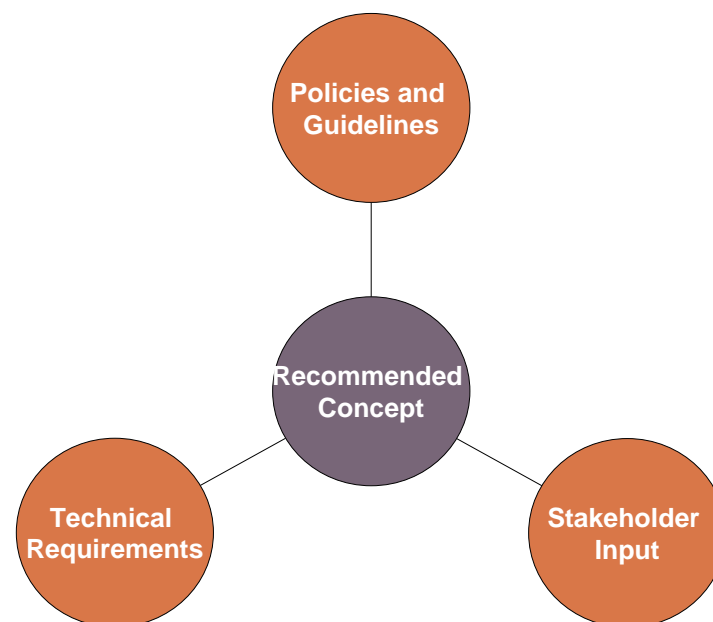 Policies and
Guidelines
Recommended
Concept
Technical
Requirements
Stakeholder
Input